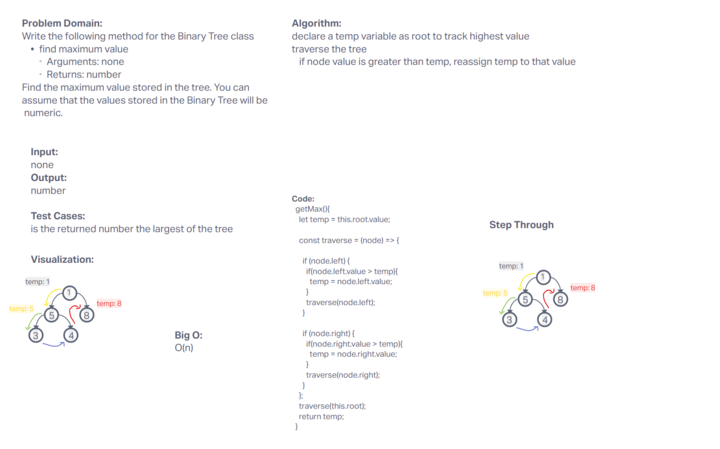 Problem Domain:
Write the following method for the Binary Tree class
• find maximum value
◦ Arguments: none
◦ Returns: number
Find the maximum value stored in the tree. You can
assume that the values stored in the Binary Tree will be
numeric.
Input:
none
Output:
number
Test Cases:
is the returned number the largest of the tree
Visualization:
temp: 1
1
temp: 5
5
temp: 8
8
3
4
Big O:
O(n)
Algorithm:
declare a temp variable as root to track highest value
traverse the tree
if node value is greater than temp, reassign temp to that value
Code:
getMax(){
let temp = this.root.value;
const traverse = (node) => {
if (node.left) {
if(node.left.value > temp){
temp = node.left.value;
}
traverse(node.left);
}
if (node.right) {
if(node.right.value > temp){
temp = node.right.value;
}
traverse(node.right);
}
};
traverse(this.root);
return temp;
}
Step Through
temp: 1
1
temp: 5
5
temp: 8
8
3
4